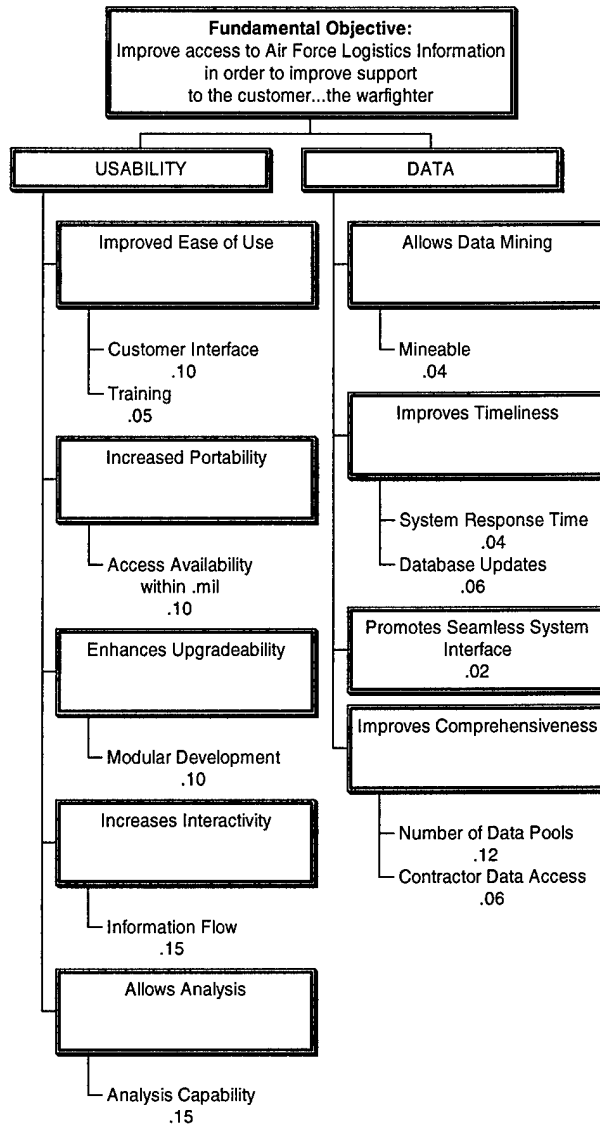 Fundamental Objective:
Improve access to Air Force Logistics Information
in order to improve support
to the customer...the warfighter
USABILITY
Improved Ease of Use
Customer Interface
.10
Training
.05
Increased Portability
Access Availability
within .mil
.10
Enhances Upgradeability
Modular Development
.10
Increases Interactivity
Information Flow
.15
Allows Analysis
Analysis Capability
.15
DATA
Allows Data Mining
Mineable
.04
Improves Timeliness
System Response Time
.04
Database Updates
.06
Promotes Seamless System
Interface
.02
Improves Comprehensiveness
Number of Data Pools
.12
Contractor Data Access
.06